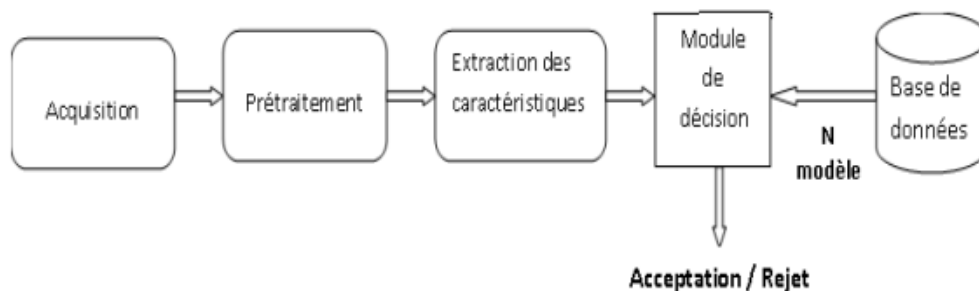 Acquisition
Prétraitement
Extraction des
caractéristiques
Module
de
décision
N
modèle
Base de
données
Acceptation / Rejet